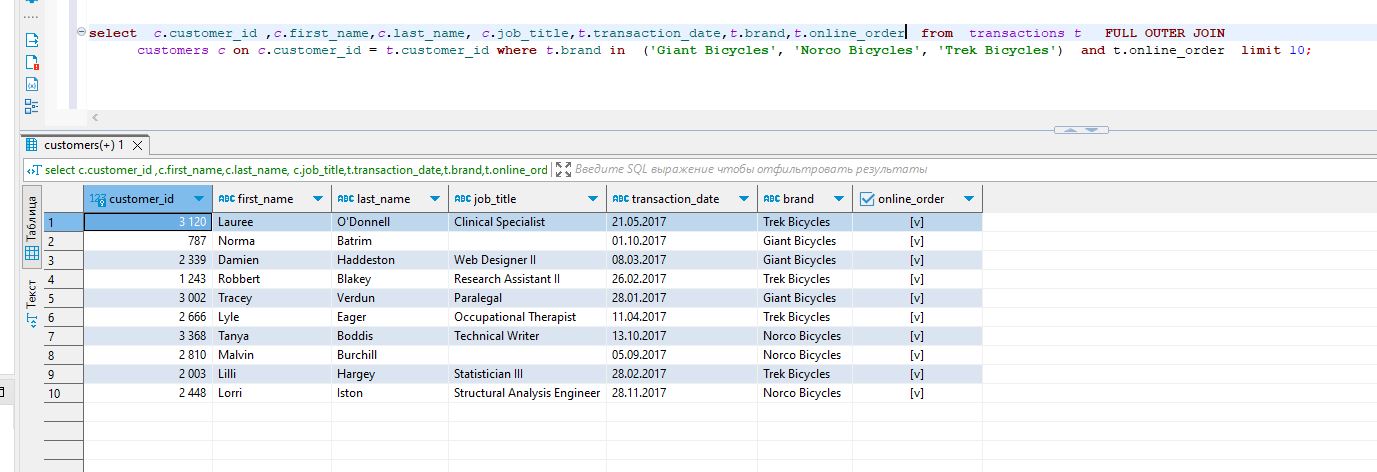 select  c.customer_id ,c.first_name,c.last_name, c.job_title,t.transaction_date,t.brand,t.online_order  from  transactions t   FULL OUTER JOIN
customers c on c.customer_id = t.customer_id where t.brand in  ('Giant Bicycles', 'Norco Bicycles', 'Trek Bicycles')  and t.online_order  limit 10;
customers(+) 1
select c.customer_id ,c.first_name,c.last_name, c.job_title,t.transaction_date,t.brand,t.online_ord Введите SQL выражение чтобы отфильтровать результаты
Таблица
Текст
123 customer_id ABC first_name ABC last_name ABC job_title ABC transaction_date ABC brand online_order
1 3 120 Lauree O'Donnell Clinical Specialist 21.05.2017 Trek Bicycles [v]
2 787 Norma Batrim 01.10.2017 Giant Bicycles [v]
3 2 339 Damien Haddeston Web Designer II 08.03.2017 Giant Bicycles [v]
4 1 243 Robbert Blakey Research Assistant II 26.02.2017 Trek Bicycles [v]
5 3 002 Tracey Verdun Paralegal 28.01.2017 Giant Bicycles [v]
6 2 666 Lyle Eager Occupational Therapist 11.04.2017 Trek Bicycles [v]
7 3 368 Tanya Boddis Technical Writer 13.10.2017 Norco Bicycles [v]
8 2 810 Malvin Burchill 05.09.2017 Norco Bicycles [v]
9 2 003 Lilli Hargey Statistician III 28.02.2017 Trek Bicycles [v]
10 2 448 Lorri Iston Structural Analysis Engineer 28.11.2017 Norco Bicycles [v]